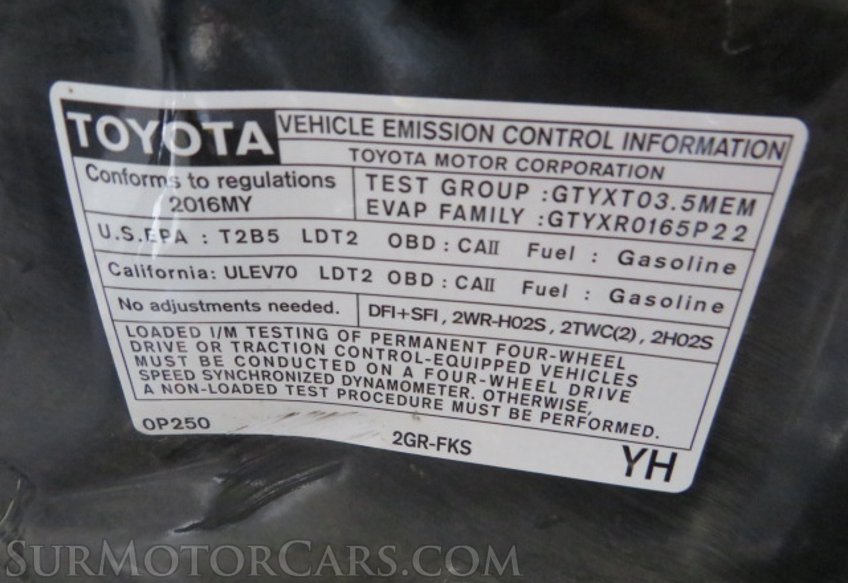 TOYOTA VEHICLE EMISSION CONTROL INFORMATION
TOYOTA MOTOR CORPORATION
Conforms to regulations
2016MY
TEST GROUP :GTYXT03.5MEM
EVAP FAMILY :GTYXR0165P22
U.S.EPA : T2B5 LDT2 OBD : CAII Fuel : Gasoline
California: ULEV70 LDT2 OBD : CAII Fuel : Gasoline
No adjustments needed. DFI+SFI, 2WR-HO2S, 2TWC(2), 2HO2S
LOADED I/M TESTING OF PERMANENT FOUR-WHEEL
DRIVE OR TRACTION CONTROL-EQUIPPED VEHICLES
MUST BE CONDUCTED ON A FOUR-WHEEL DRIVE
SPEED SYNCHRONIZED DYNAMOMETER. OTHERWISE,
A NON-LOADED TEST PROCEDURE MUST BE PERFORMED.
0P250 2GR-FKS YH
SURMOTORCARS.COM